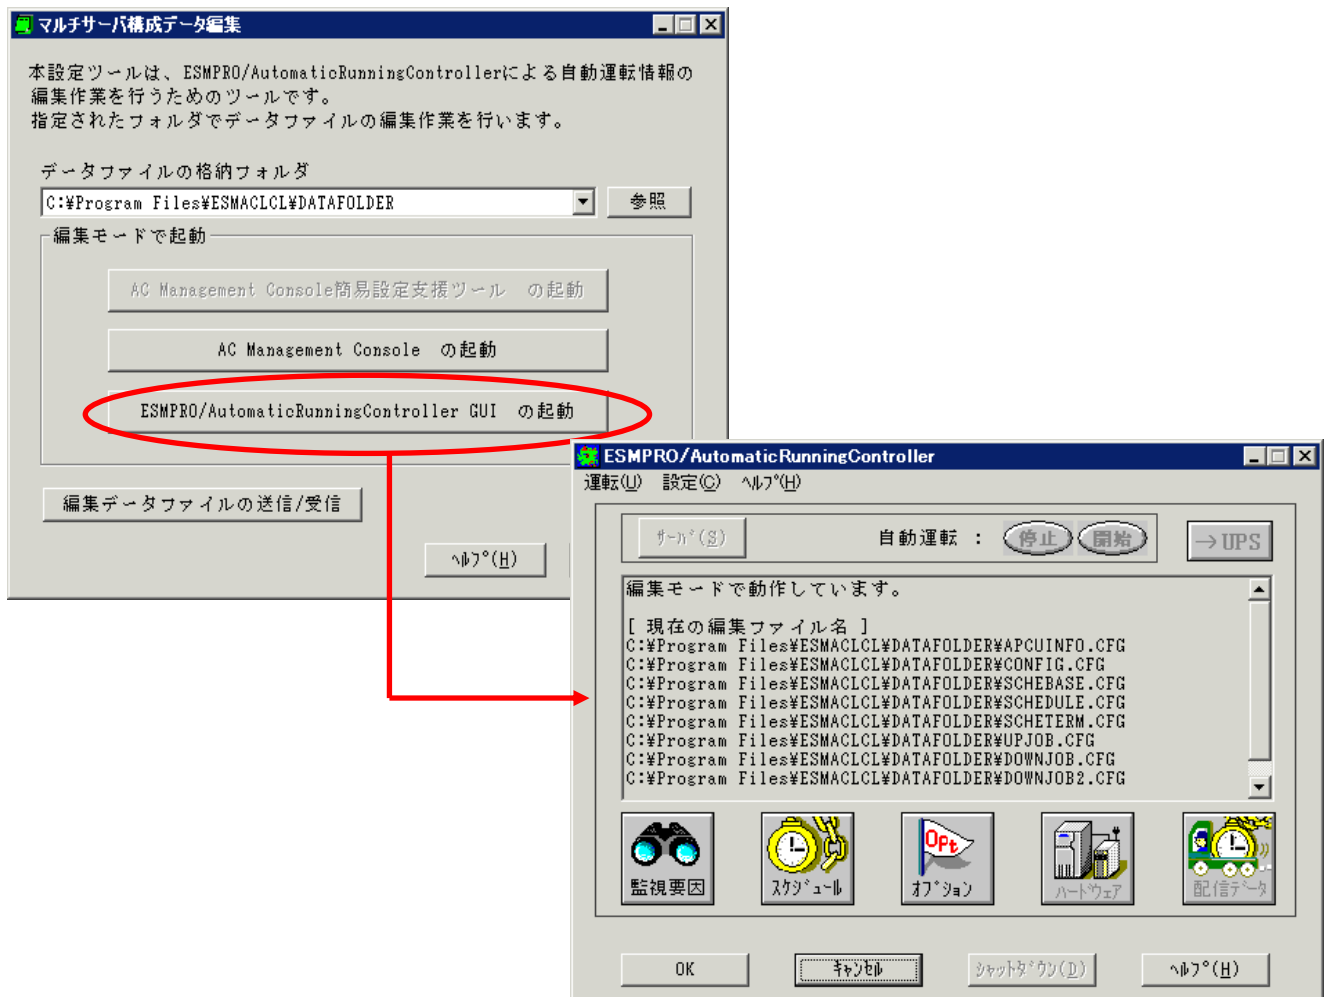 マルチサーバ構成データ編集
本設定ツールは、ESMPRO/AutomaticRunningControllerによる自動運転情報の
編集作業を行うためのツールです。
指定されたフォルダでデータファイルの編集作業を行います。
データファイルの格納フォルダ
C:¥Program Files¥ESMACLCL¥DATAFOLDER
参照
編集モードで起動
AC Management Console簡易設定支援ツール の起動
AC Management Console の起動
ESMPRO/AutomaticRunningController GUI の起動
編集データファイルの送信/受信
ﾍﾙﾌﾟ(H)
ESMPRO/AutomaticRunningController
運転(U) 設定(C) ﾍﾙﾌﾟ(H)
ｻｰﾊﾞ(S)
自動運転 : 停止 開始
→UPS
編集モードで動作しています。
[ 現在の編集ファイル名 ]
C:¥Program Files¥ESMACLCL¥DATAFOLDER¥APCUINFO.CFG
C:¥Program Files¥ESMACLCL¥DATAFOLDER¥CONFIG.CFG
C:¥Program Files¥ESMACLCL¥DATAFOLDER¥SCHEBASE.CFG
C:¥Program Files¥ESMACLCL¥DATAFOLDER¥SCHEDULE.CFG
C:¥Program Files¥ESMACLCL¥DATAFOLDER¥SCHETERM.CFG
C:¥Program Files¥ESMACLCL¥DATAFOLDER¥UPJOB.CFG
C:¥Program Files¥ESMACLCL¥DATAFOLDER¥DOWNJOB.CFG
C:¥Program Files¥ESMACLCL¥DATAFOLDER¥DOWNJOB2.CFG
OPt
監視要因 ｽｹｼﾞｭｰﾙ ｵﾌﾟｼｮﾝ ﾊｰﾄﾞｳｪｱ 配信ﾃﾞｰﾀ
OK ｷｬﾝｾﾙ ｼｬｯﾄﾀﾞｳﾝ(D) ﾍﾙﾌﾟ(H)